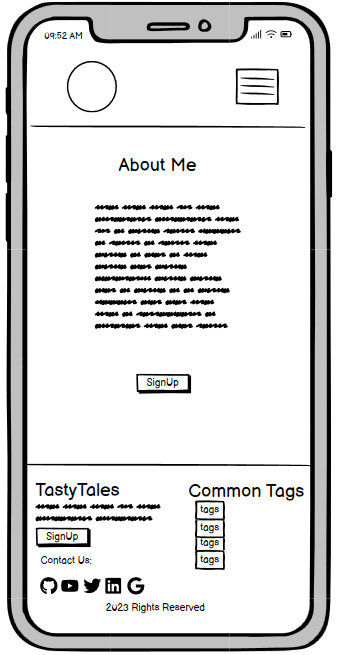 09:52 AM
About Me
SignUp
TastyTales
SignUp
Contact Us:
Common Tags
tags
tags
tags
tags
2023 Rights Reserved